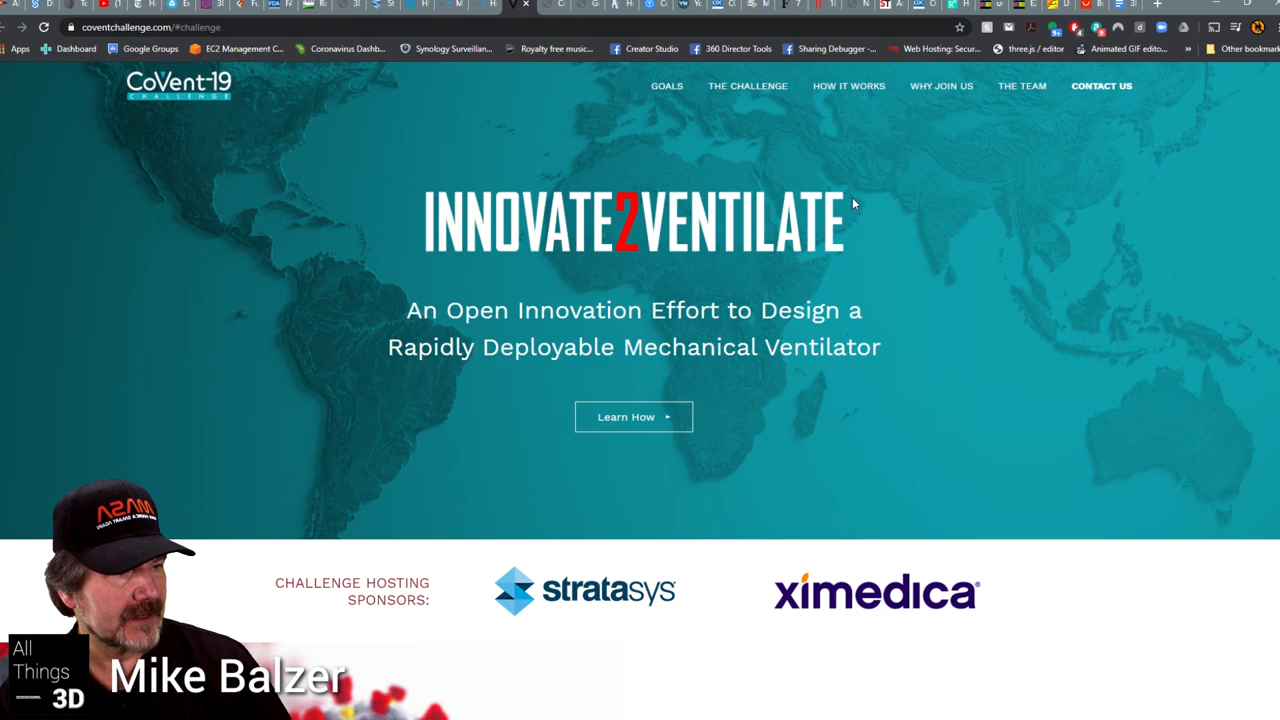 coventchallenge.com/#challenge
Apps Dashboard Google Groups EC2 Management C... Coronavirus Dashb... Synology Surveillan... Royalty free music... Creator Studio 360 Director Tools Sharing Debugger -... Web Hosting: Secur... three.js / editor Animated GIF edito... » Other bookmar
CoVent-19
CHALLENGE
GOALS THE CHALLENGE HOW IT WORKS WHY JOIN US THE TEAM CONTACT US
INNOVATE2VENTILATE
An Open Innovation Effort to Design a
Rapidly Deployable Mechanical Ventilator
Learn How
CHALLENGE HOSTING
SPONSORS:
stratasys
ximedica
All
Things
3D
Mike Balzer